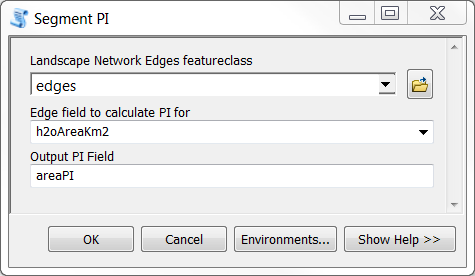 Segment PI
Landscape Network Edges featureclass
edges
Edge field to calculate PI for
h2oAreaKm2
Output PI Field
areaPI
OK Cancel Environments... Show Help >>